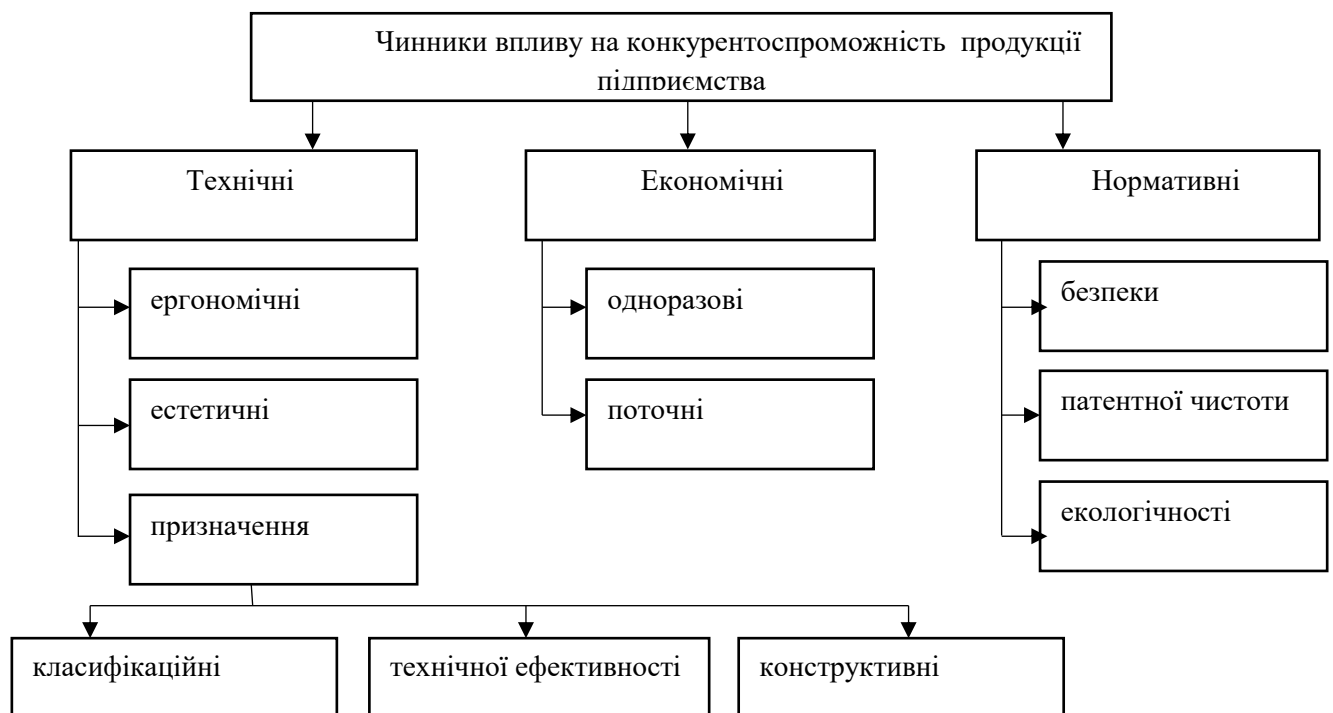 Чинники впливу на конкурентоспроможність продукції
підприємства
Технічні
Економічні
Нормативні
ергономічні
одноразові
безпеки
естетичні
поточні
патентної чистоти
призначення
екологічності
класифікаційні
технічної ефективності
конструктивні